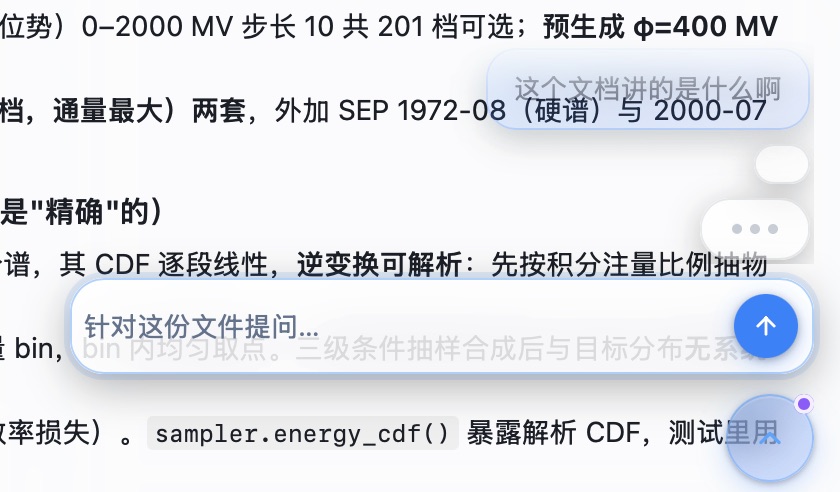 位势）0–2000 MV 步长 10 共 201 档可选；预生成 φ=400 MV
这个文档讲的是什么啊
档，通量最大）两套，外加 SEP 1972-08（硬谱）与 2000-07
是"精确"的）
谱，其 CDF 逐段线性，逆变换可解析：先按积分注量比例抽物
针对这份文件提问...
量 bin，bin 内均匀取点。三级条件抽样合成后与目标分布无系统
效率损失）。sampler.energy_cdf() 暴露解析 CDF，测试里用